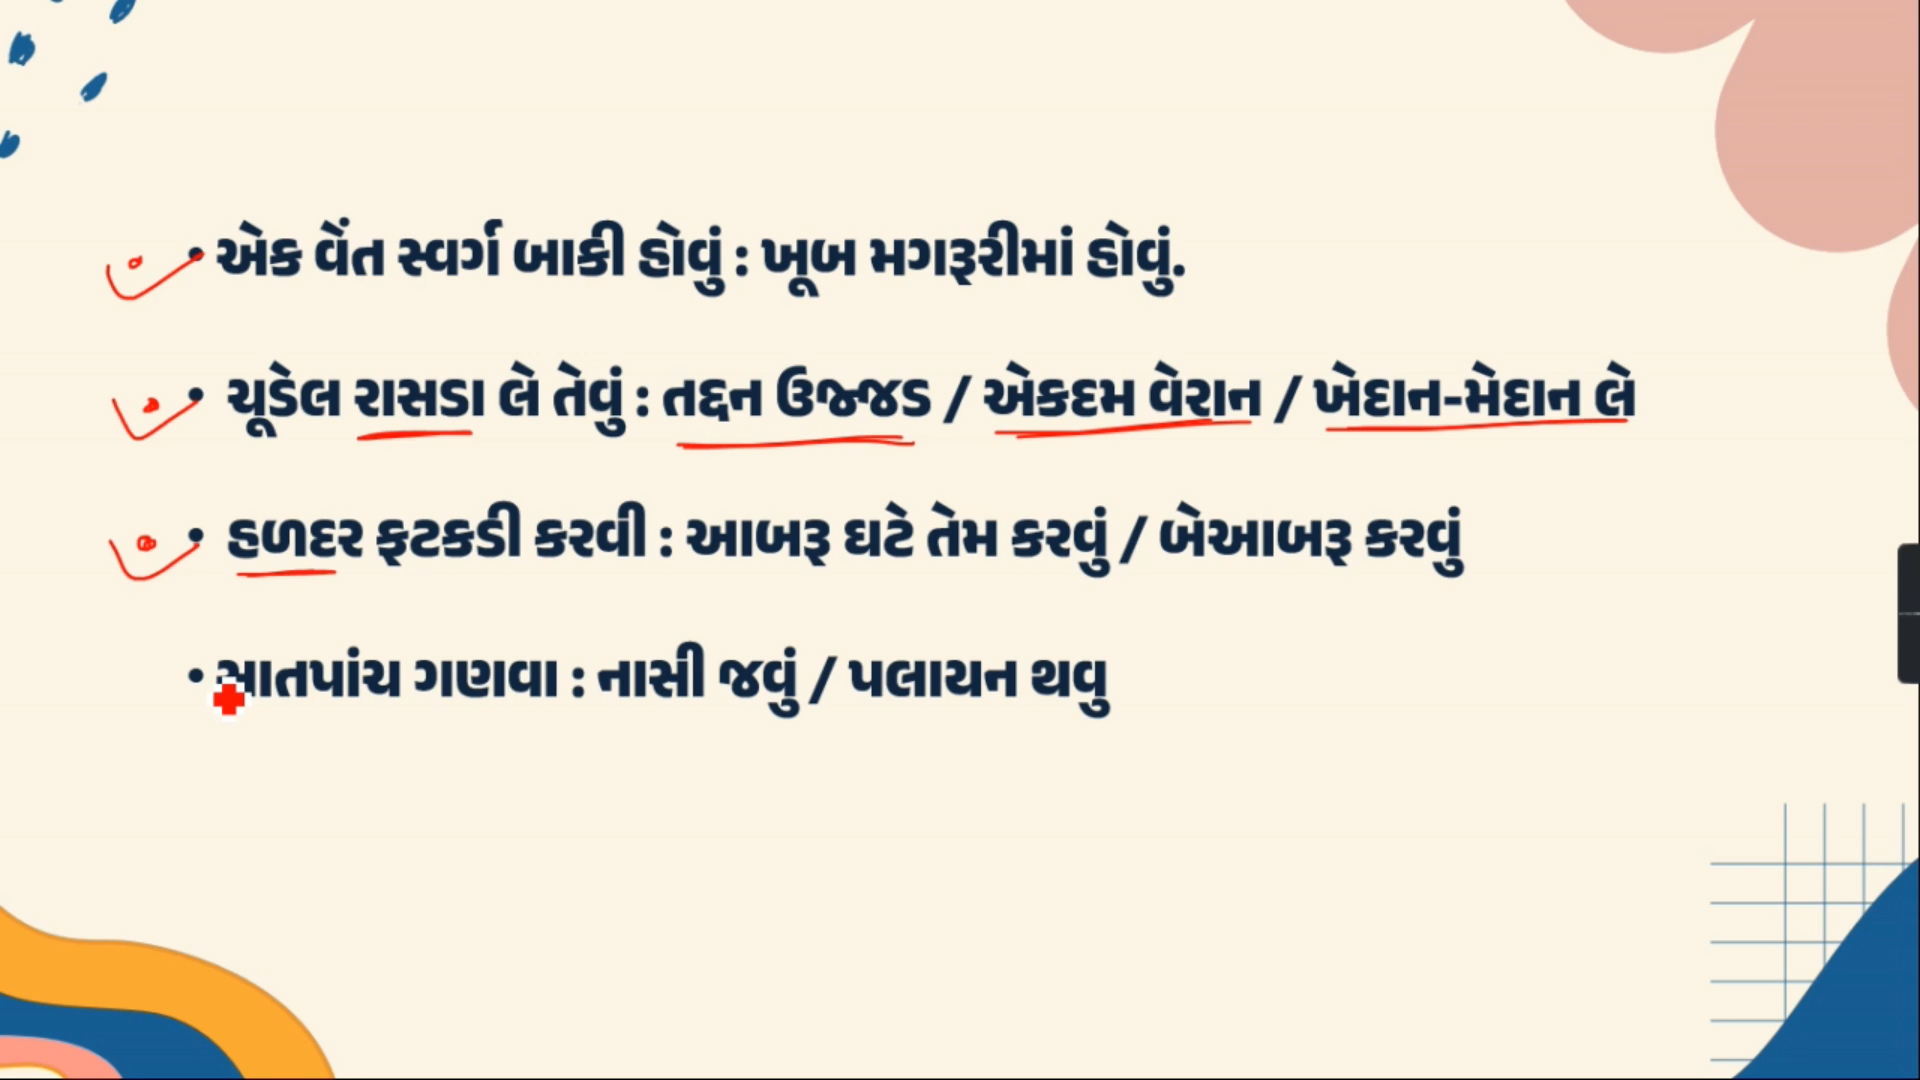 • એક વેંત સ્વર્ગ બાકી હોવું : ખૂબ મગરૂરીમાં હોવું.
• ચૂડેલ રાસડા લે તેવું : તદ્દન ઉજ્જડ / એકદમ વેરાન / ખેદાન-મેદાન લે
• હળદર ફટકડી કરવી : આબરૂ ઘટે તેમ કરવું / બેઆબરૂ કરવું
• સાતપાંચ ગણવા : નાસી જવું / પલાયન થવુ